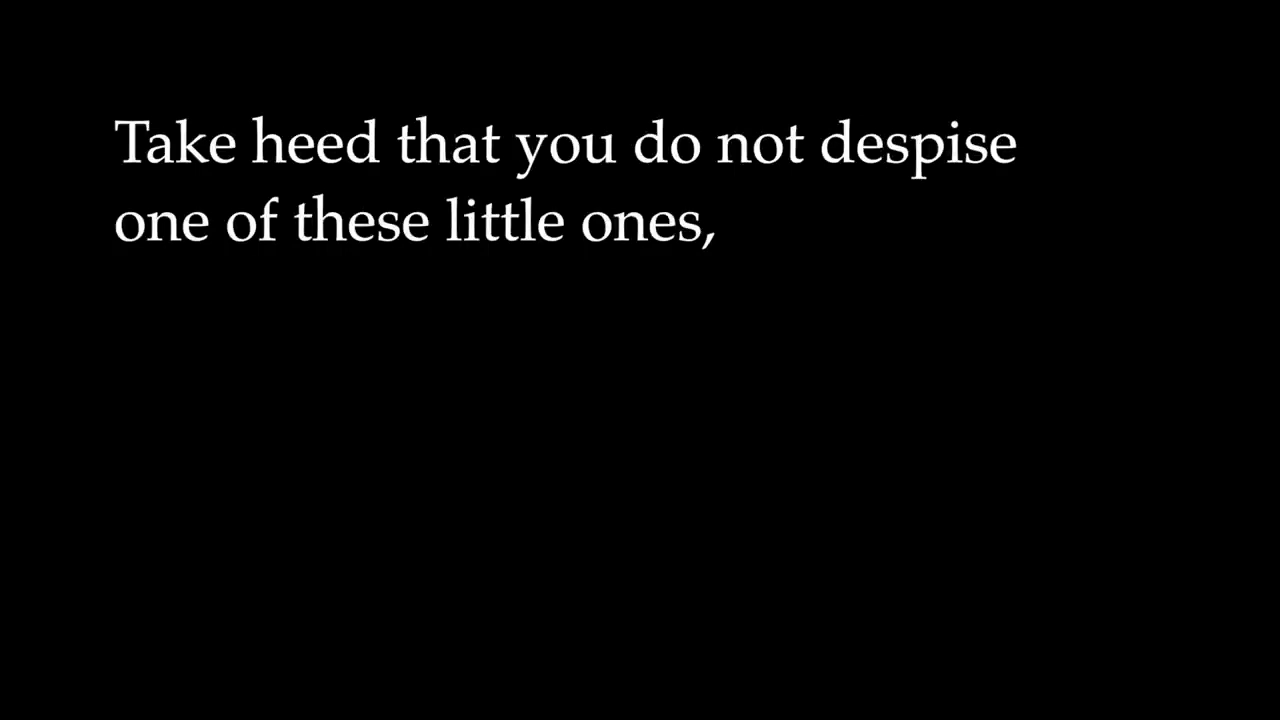 Take heed that you do not despise
one of these little ones,